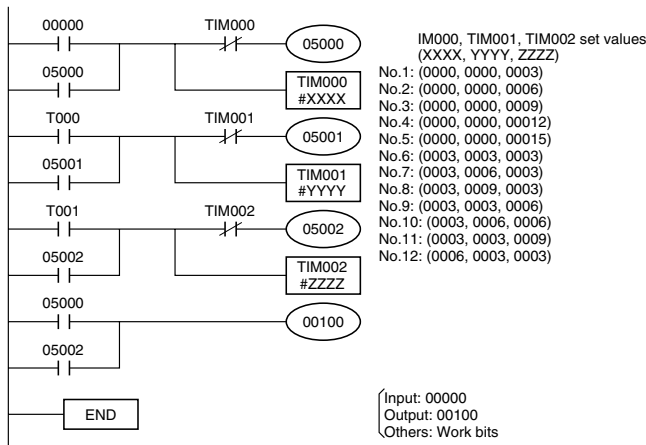 00000 TIM000
05000
05000
TIM000
#XXXX
T000 TIM001
05001
05001
TIM001
#YYYY
T001 TIM002
05002
05002
TIM002
#ZZZZ
05000
00100
05002
END
IM000, TIM001, TIM002 set values
(XXXX, YYYY, ZZZZ)
No.1: (0000, 0000, 0003)
No.2: (0000, 0000, 0006)
No.3: (0000, 0000, 0009)
No.4: (0000, 0000, 00012)
No.5: (0000, 0000, 00015)
No.6: (0003, 0003, 0003)
No.7: (0003, 0006, 0003)
No.8: (0003, 0009, 0003)
No.9: (0003, 0003, 0006)
No.10: (0003, 0006, 0006)
No.11: (0003, 0003, 0009)
No.12: (0006, 0003, 0003)
Input: 00000
Output: 00100
Others: Work bits